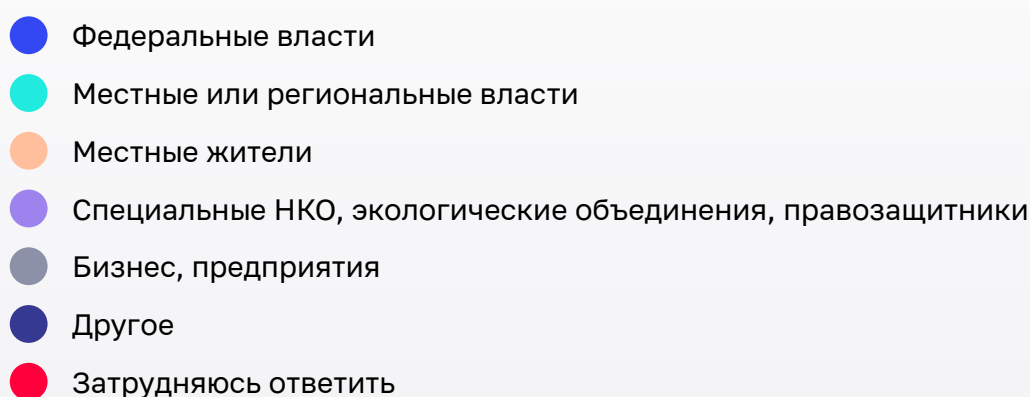 Федеральные власти
Местные или региональные власти
Местные жители
Специальные НКО, экологические объединения, правозащитники
Бизнес, предприятия
Другое
Затрудняюсь ответить